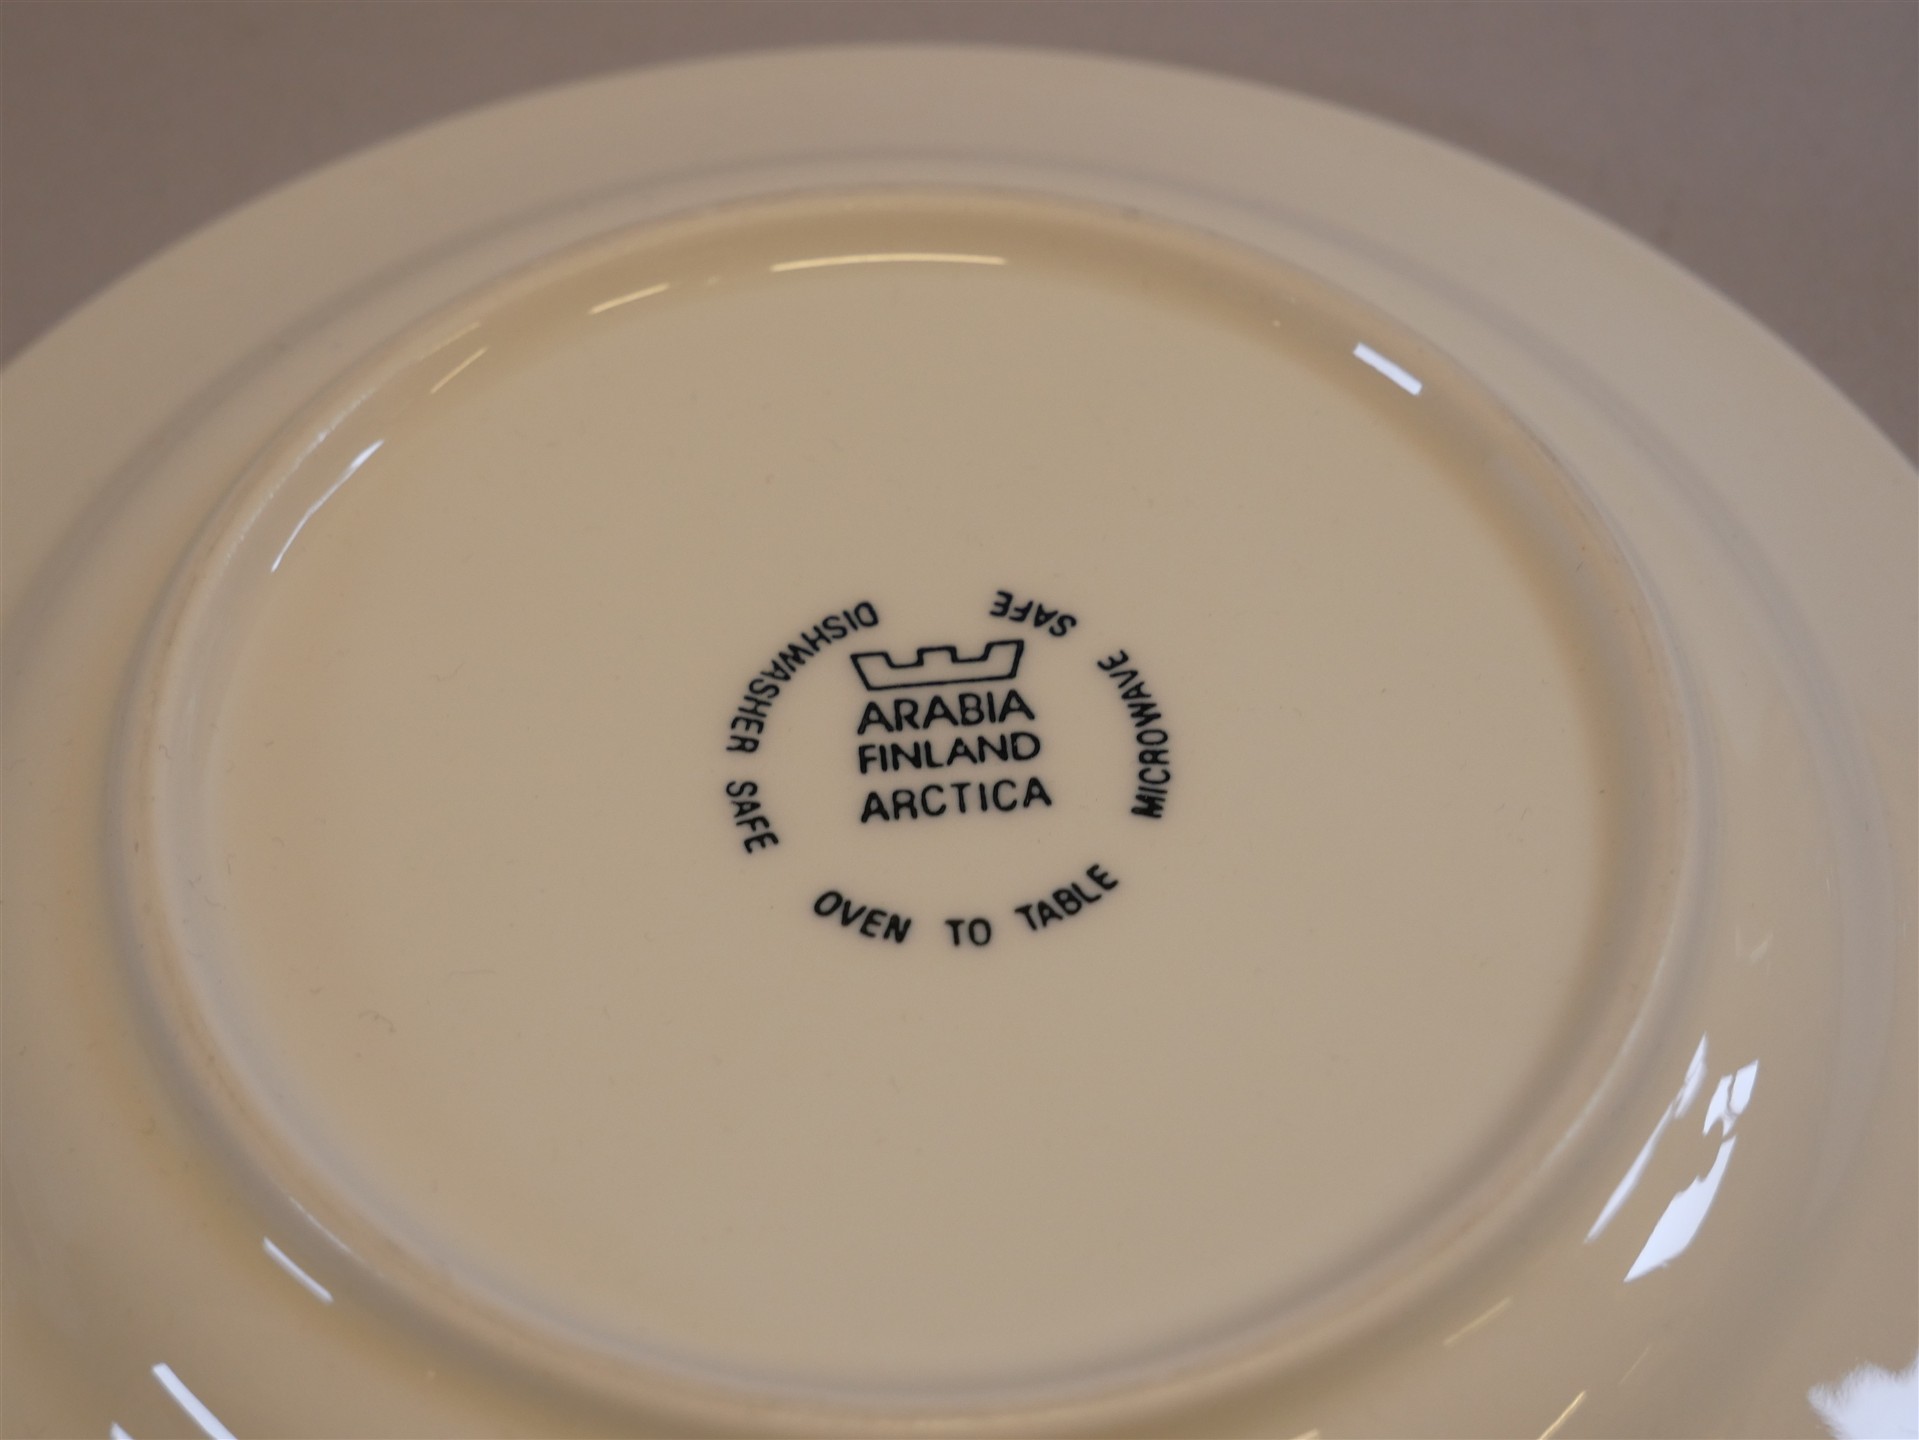 ARABIA
FINLAND
ARCTICA
DISHWASHER SAFE
OVEN TO TABLE
MICROWAVE SAFE